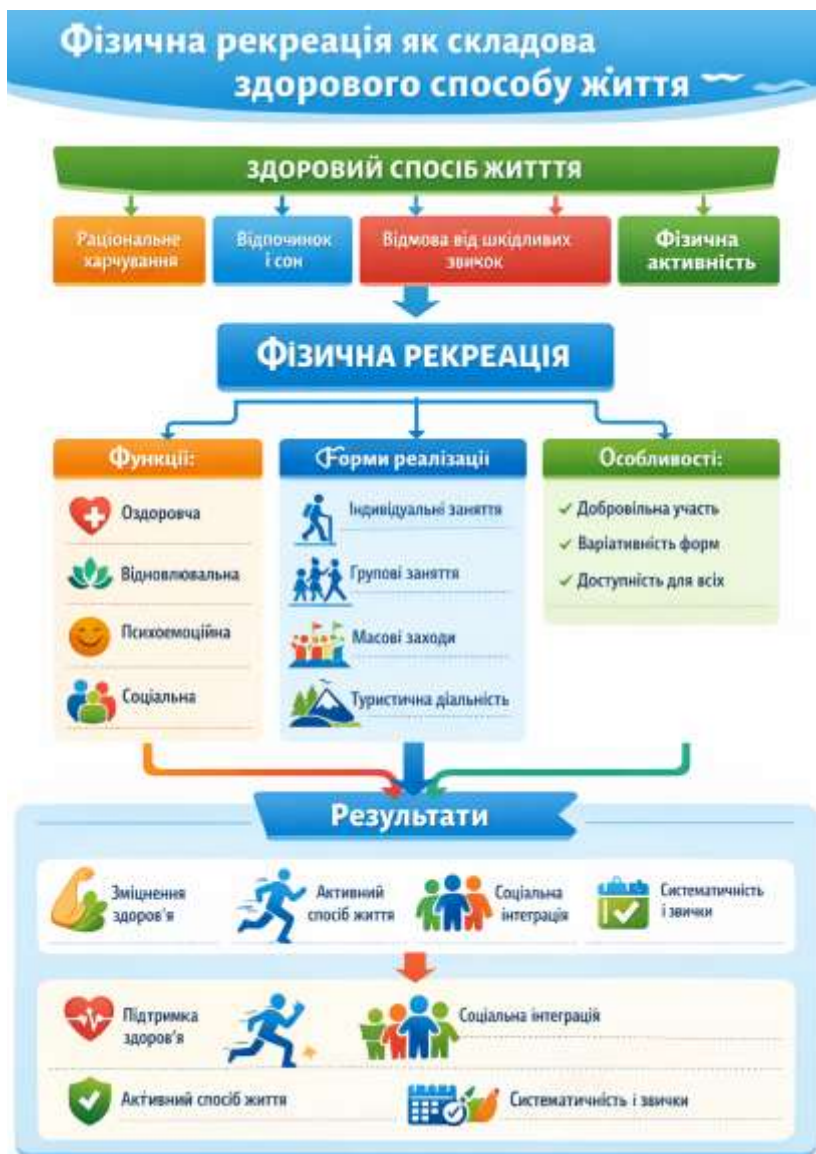 Фізична рекреація як складова
здорового способу життя
ЗДОРОВИЙ СПОСІБ ЖИТТТЯ
Раціональне
харчування
Відпочинок
і сон
Відмова від шкідливих
звичок
Фізична
активність
ФІЗИЧНА РЕКРЕАЦІЯ
Функції:
Оздоровча
Відновлювальна
Психоемоційна
Соціальна
Форми реалізації
Індивідуальні заняття
Групові заняття
Масові заходи
Туристична діальність
Особливості:
Добровільна участь
Варіативність форм
Доступність для всіх
Результати
Зміцнення
здоров'я
Активний
спосіб життя
Соціальна
інтеграція
Систематичність
і звички
Підтримка
здоров'я
Соціальна інтеграція
Активний спосіб життя
Систематичність і звички